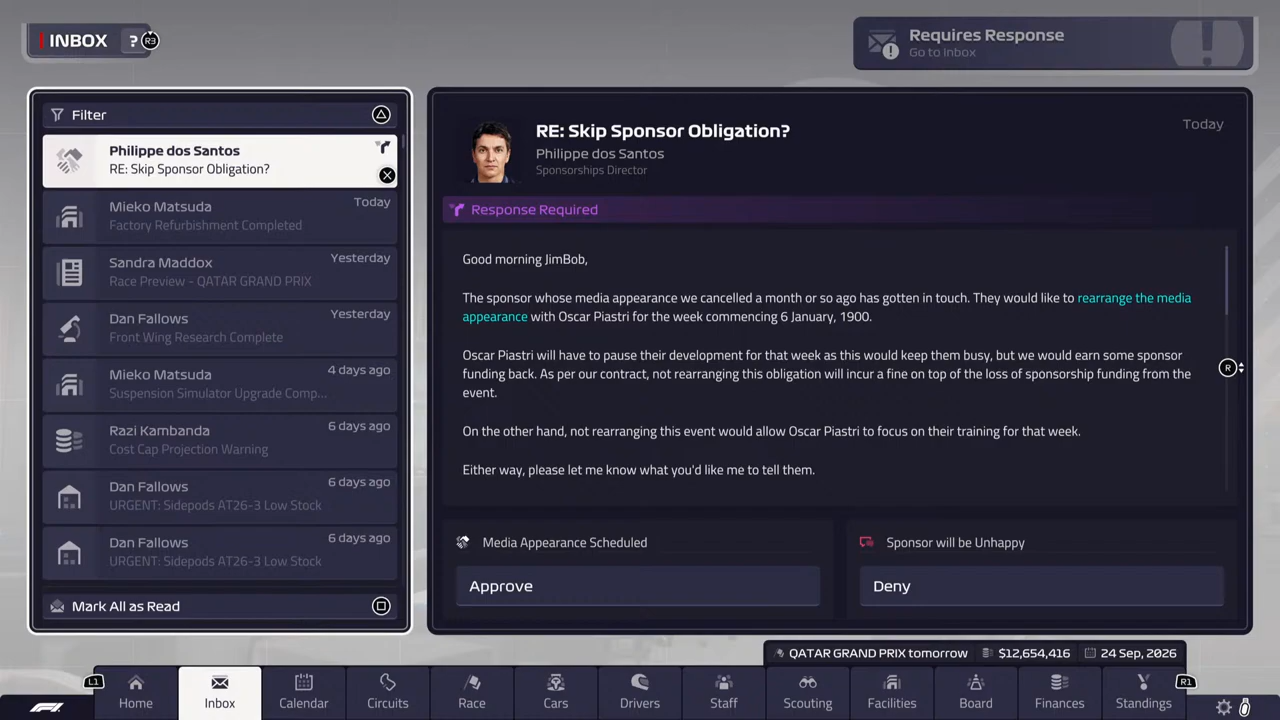 INBOX
?
R3
Requires Response
Go to Inbox
Filter
Philippe dos Santos
RE: Skip Sponsor Obligation?
Mieko Matsuda
Today
Factory Refurbishment Completed
Sandra Maddox
Yesterday
Race Preview - QATAR GRAND PRIX
Dan Fallows
Yesterday
Front Wing Research Complete
Mieko Matsuda
4 days ago
Suspension Simulator Upgrade Comp...
Razi Kambanda
6 days ago
Cost Cap Projection Warning
Dan Fallows
6 days ago
URGENT: Sidepods AT26-3 Low Stock
Dan Fallows
6 days ago
URGENT: Sidepods AT26-3 Low Stock
Mark All as Read
RE: Skip Sponsor Obligation?
Today
Philippe dos Santos
Sponsorships Director
Response Required
Good morning JimBob,
The sponsor whose media appearance we cancelled a month or so ago has gotten in touch. They would like to rearrange the media
appearance with Oscar Piastri for the week commencing 6 January, 1900.
Oscar Piastri will have to pause their development for that week as this would keep them busy, but we would earn some sponsor
funding back. As per our contract, not rearranging this obligation will incur a fine on top of the loss of sponsorship funding from the
event.
On the other hand, not rearranging this event would allow Oscar Piastri to focus on their training for that week.
Either way, please let me know what you'd like me to tell them.
R
Media Appearance Scheduled
Approve
Sponsor will be Unhappy
Deny
QATAR GRAND PRIX tomorrow
$12,654,416
24 Sep, 2026
L1
Home
Inbox
Calendar
Circuits
Race
Cars
Drivers
Staff
Scouting
Facilities
Board
Finances
Standings
R1